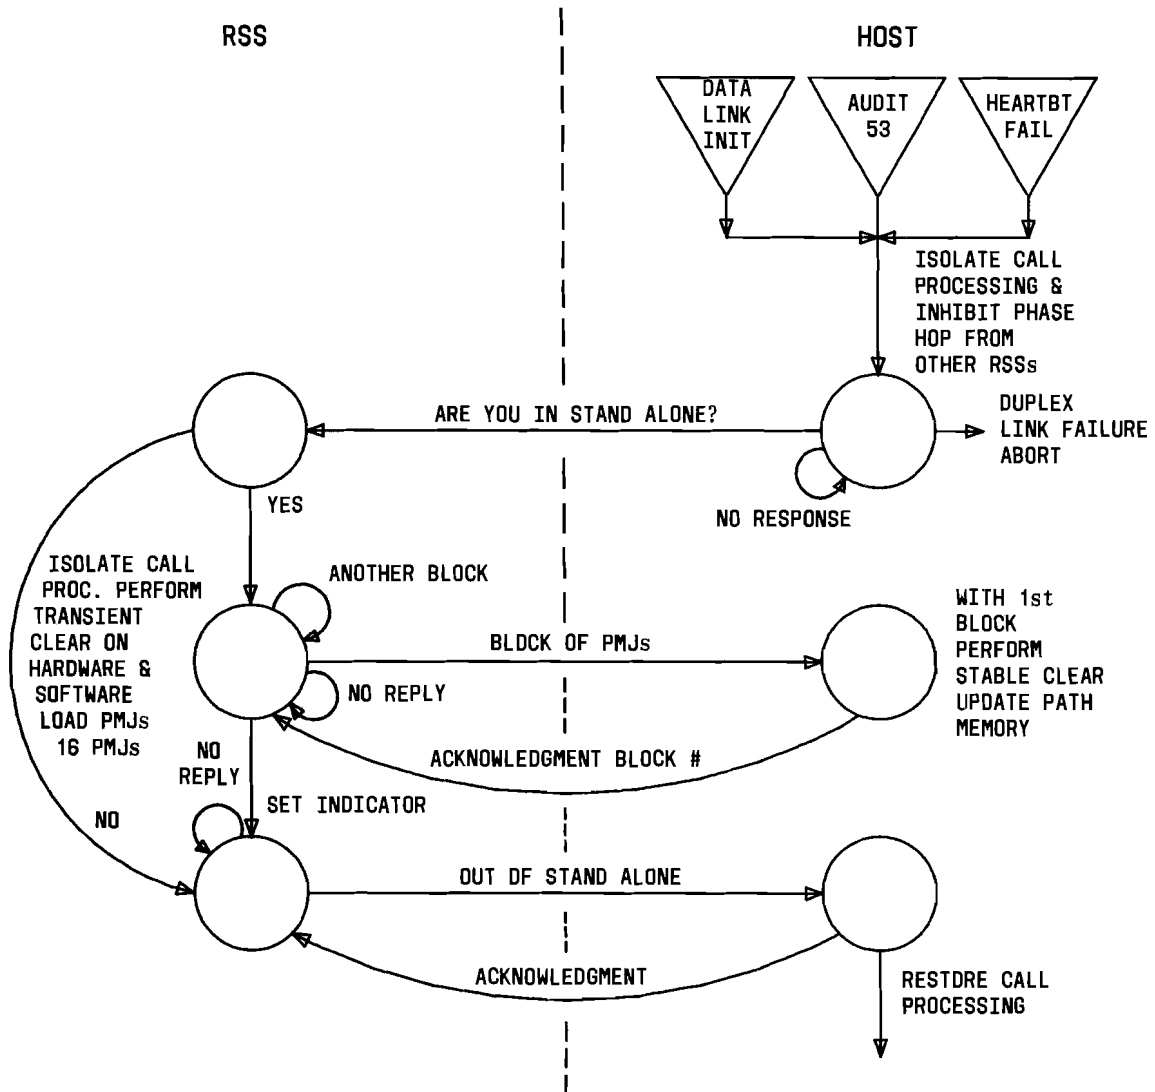 RSS
HOST
DATA
LINK
INIT
AUDIT
53
HEARTBT
FAIL
ISOLATE CALL
PROCESSING &
INHIBIT PHASE
HOP FROM
OTHER RSSs
ARE YOU IN STAND ALONE?
DUPLEX
LINK FAILURE
ABORT
NO RESPONSE
YES
ISOLATE CALL
PROC. PERFORM
TRANSIENT
CLEAR ON
HARDWARE &
SOFTWARE
LOAD PMJs
16 PMJs
ANOTHER BLOCK
BLOCK OF PMJs
NO REPLY
WITH 1st
BLOCK
PERFORM
STABLE CLEAR
UPDATE PATH
MEMORY
ACKNOWLEDGMENT BLOCK #
NO
REPLY
SET INDICATOR
NO
OUT DF STAND ALONE
ACKNOWLEDGMENT
RESTDRE CALL
PROCESSING